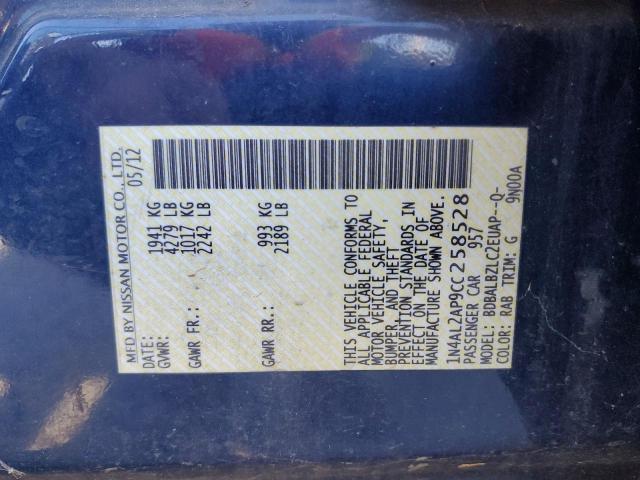 MFD BY NISSAN MOTOR CO., LTD.
DATE: 05/12
GVWR: 1941 KG
4279 LB
GAWR FR.: 1017 KG
2242 LB
GAWR RR.: 993 KG
2189 LB
THIS VEHICLE CONFORMS TO
ALL APPLICABLE FEDERAL
MOTOR VEHICLE SAFETY,
BUMPER, AND THEFT
PREVENTION STANDARDS IN
EFFECT ON THE DATE OF
MANUFACTURE SHOWN ABOVE.
1N4AL2AP9CC258528
PASSENGER CAR 957
MODEL: BDBALBZLCZEUAP--Q-
COLOR: RAB TRIM: G 9N00A